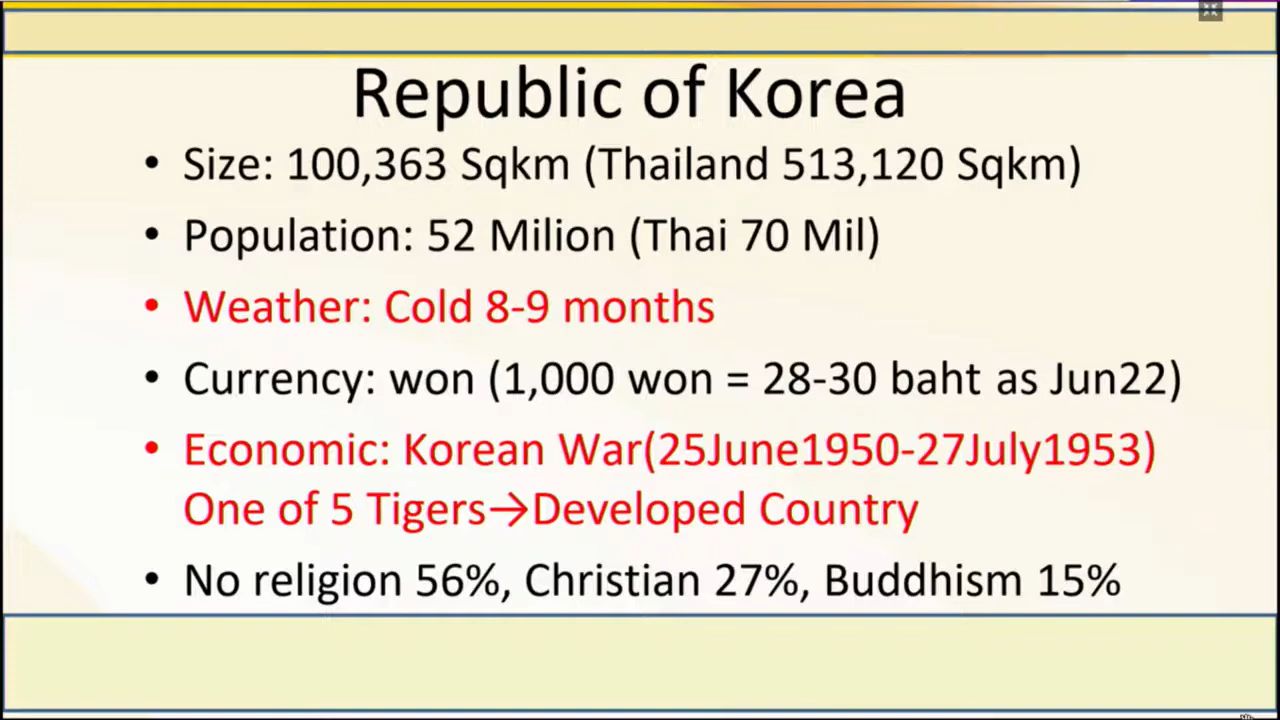 Republic of Korea
• Size: 100,363 Sqkm (Thailand 513,120 Sqkm)
• Population: 52 Milion (Thai 70 Mil)
• Weather: Cold 8-9 months
• Currency: won (1,000 won = 28-30 baht as Jun22)
• Economic: Korean War(25June1950-27July1953)
One of 5 Tigers→Developed Country
• No religion 56%, Christian 27%, Buddhism 15%